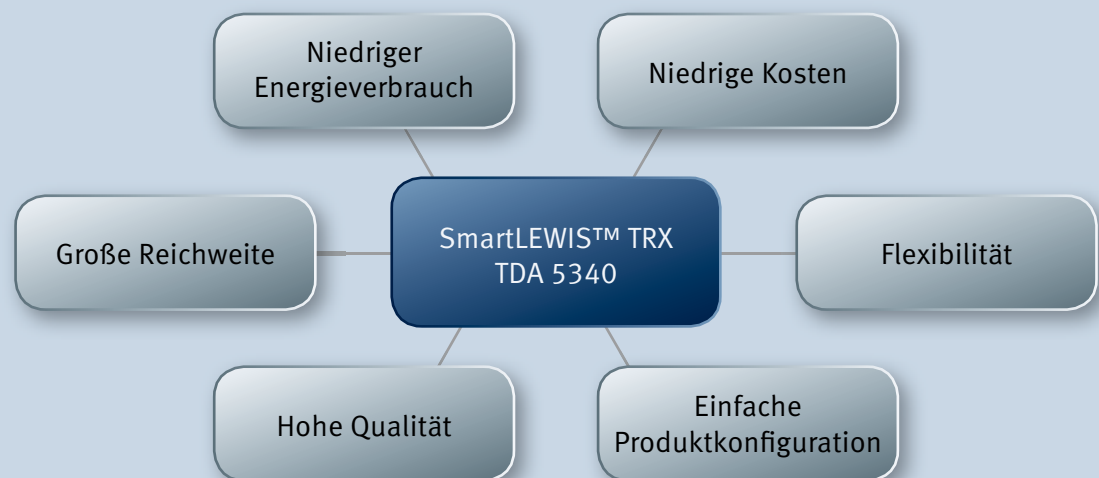 Niedriger
Energieverbrauch
Niedrige Kosten
Große Reichweite
SmartLEWIS™ TRX
TDA 5340
Flexibilität
Hohe Qualität
Einfache
Produktkonfiguration